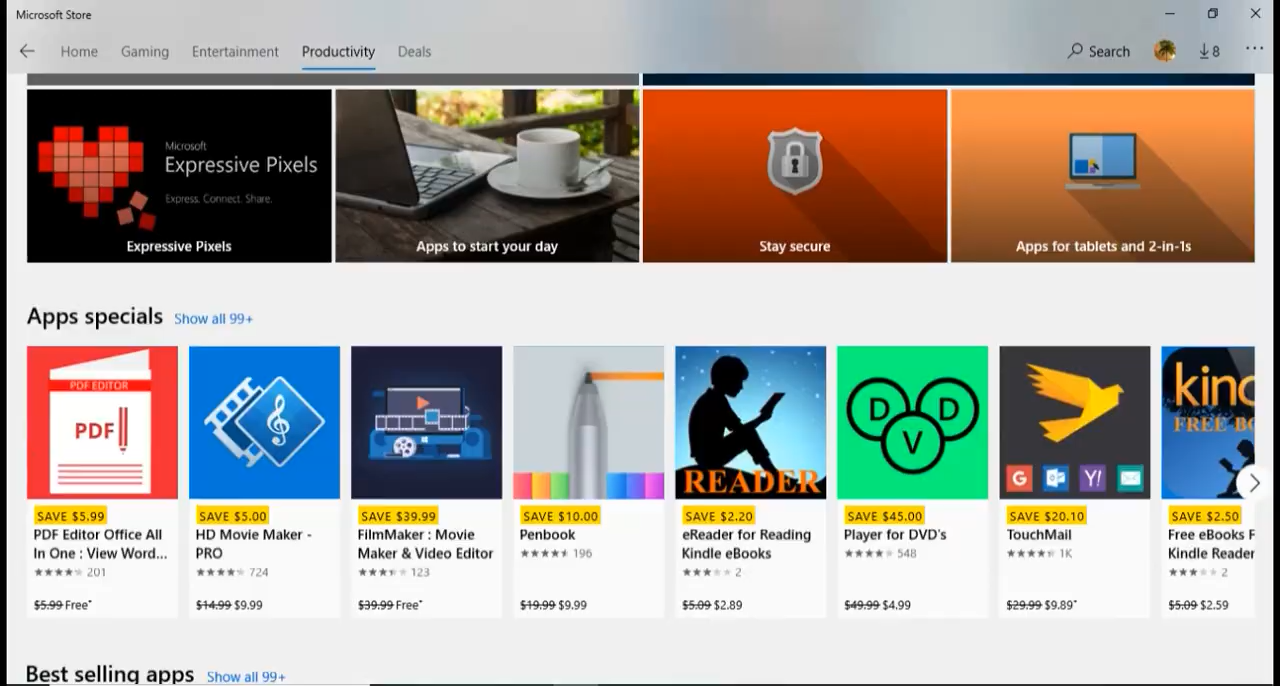 Microsoft Store
Home Gaming Entertainment Productivity Deals Search 8
Microsoft
Expressive Pixels
Express. Connect. Share.
Expressive Pixels
Apps to start your day
Stay secure
Apps for tablets and 2-in-1s
Apps specials Show all 99+
PDF EDITOR
PDF
SAVE $5.99
PDF Editor Office All
In One : View Word...
201
$5.99 Free*
SAVE $5.00
HD Movie Maker -
PRO
724
$14.99 $9.99
SAVE $39.99
FilmMaker : Movie
Maker & Video Editor
123
$39.99 Free*
SAVE $10.00
Penbook
196
$19.99 $9.99
READER
SAVE $2.20
eReader for Reading
Kindle eBooks
2
$5.09 $2.89
D D
V
SAVE $45.00
Player for DVD's
548
$49.99 $4.99
G Y!
SAVE $20.10
TouchMail
1K
$29.99 $9.89*
kinc
FREE BO
SAVE $2.50
Free eBooks F
Kindle Reader
2
$5.09 $2.59
Best selling apps Show all 99+